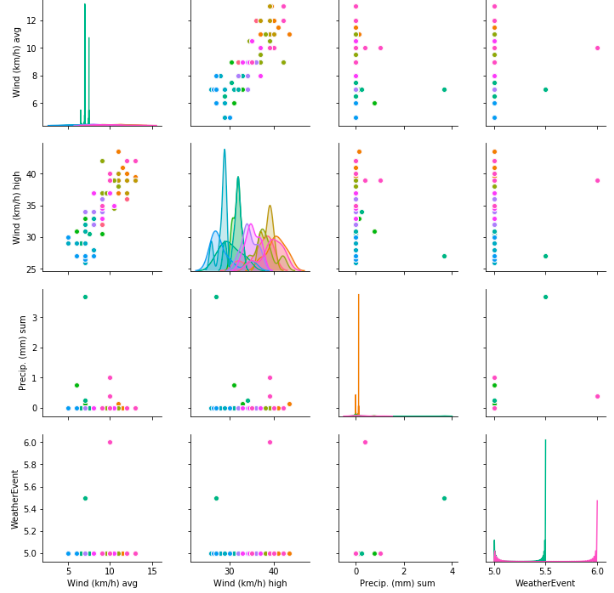 12
10
8
6
Wind (km/h) avg
40
35
30
25
Wind (km/h) high
3
2
1
0
Precip. (mm) sum
6.0
5.8
5.6
5.4
5.2
5.0
WeatherEvent
5 10 15
Wind (km/h) avg
30 40
Wind (km/h) high
0 2 4
Precip. (mm) sum
5.0 5.5 6.0
WeatherEvent